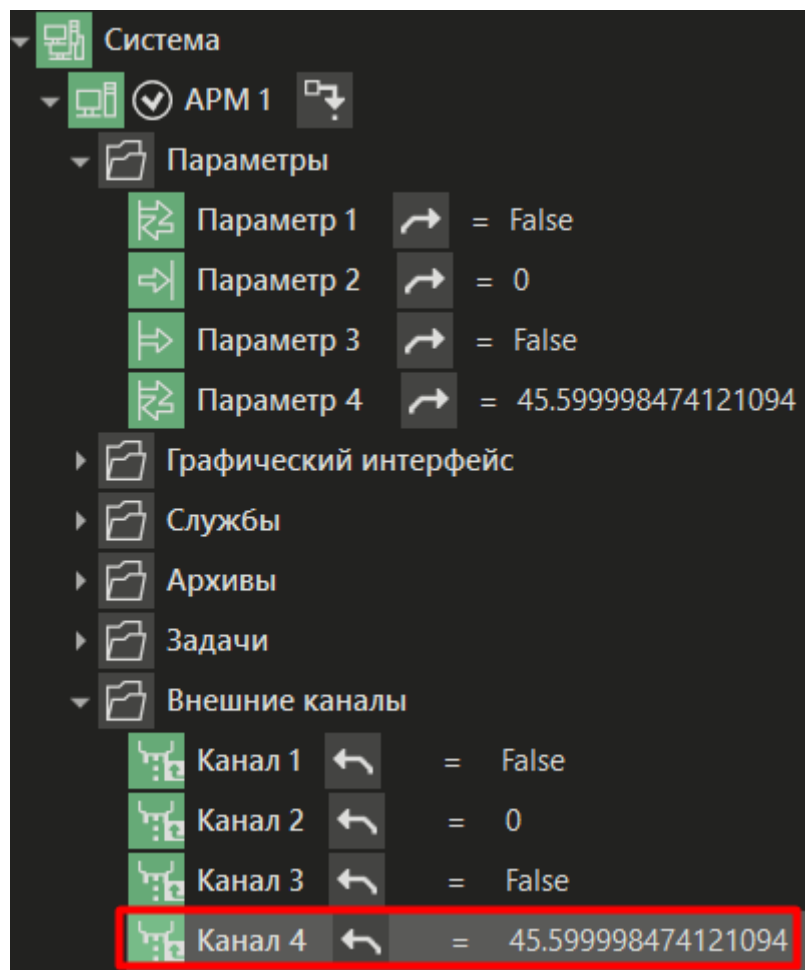 Система
АРМ 1
Параметры
Параметр 1 = False
Параметр 2 = 0
Параметр 3 = False
Параметр 4 = 45.599998474121094
Графический интерфейс
Службы
Архивы
Задачи
Внешние каналы
Канал 1 = False
Канал 2 = 0
Канал 3 = False
Канал 4 = 45.599998474121094